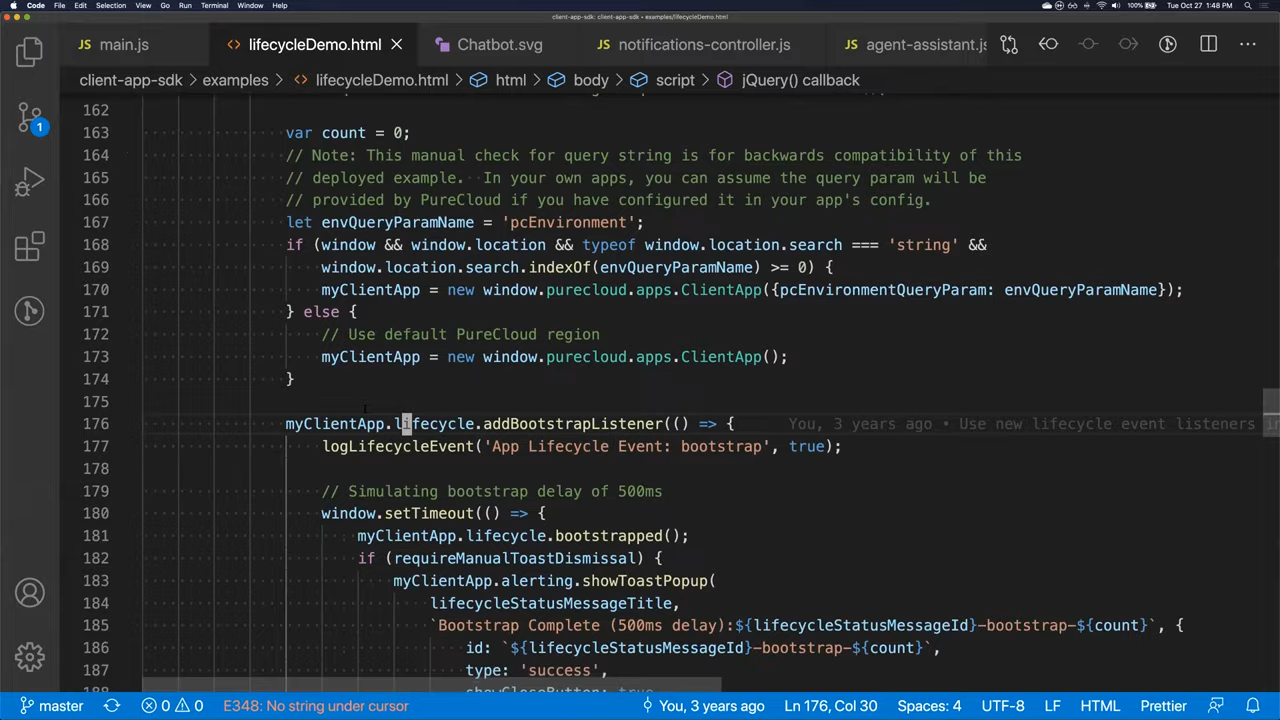 Code File Edit Selection View Go Run Terminal Window Help
100% Tue Oct 27 1:48 PM
client-app-sdk: client-app-sdk • examples/lifecycleDemo.html
JS main.js
<> lifecycleDemo.html
Chatbot.svg
JS notifications-controller.js
JS agent-assistant.js
client-app-sdk › examples › <> lifecycleDemo.html › html › body › script › jQuery() callback
162
163 var count = 0;
164 // Note: This manual check for query string is for backwards compatibility of this
165 // deployed example.  In your own apps, you can assume the query param will be
166 // provided by PureCloud if you have configured it in your app's config.
167 let envQueryParamName = 'pcEnvironment';
168 if (window && window.location && typeof window.location.search === 'string' &&
169 window.location.search.indexOf(envQueryParamName) >= 0) {
170 myClientApp = new window.purecloud.apps.ClientApp({pcEnvironmentQueryParam: envQueryParamName});
171 } else {
172 // Use default PureCloud region
173 myClientApp = new window.purecloud.apps.ClientApp();
174 }
175
176 myClientApp.lifecycle.addBootstrapListener(() => { You, 3 years ago • Use new lifecycle event listeners
177 logLifecycleEvent('App Lifecycle Event: bootstrap', true);
178
179 // Simulating bootstrap delay of 500ms
180 window.setTimeout(() => {
181 myClientApp.lifecycle.bootstrapped();
182 if (requireManualToastDismissal) {
183 myClientApp.alerting.showToastPopup(
184 lifecycleStatusMessageTitle,
185 `Bootstrap Complete (500ms delay):${lifecycleStatusMessageId}-bootstrap-${count}`, {
186 id: `${lifecycleStatusMessageId}-bootstrap-${count}`,
187 type: 'success',
188 showCloseButton: true
1
master 0 0 E348: No string under cursor You, 3 years ago Ln 176, Col 30 Spaces: 4 UTF-8 LF HTML Prettier